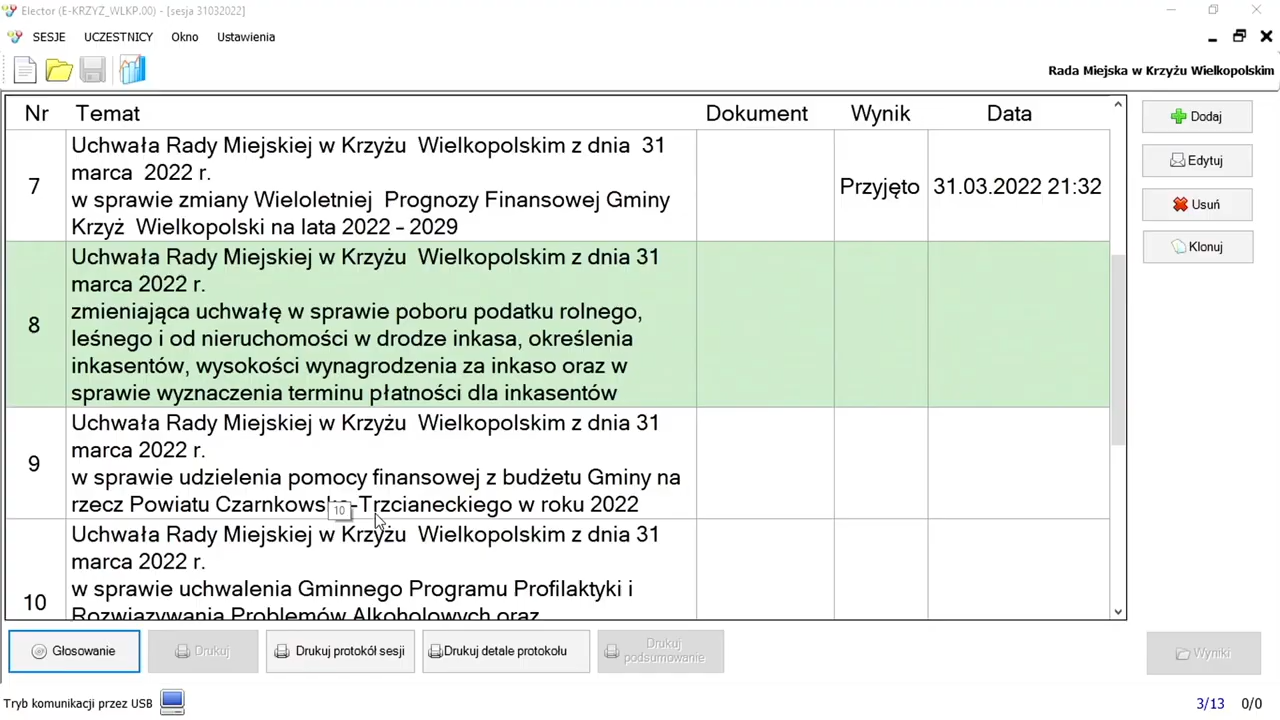 Elector (E-KRZYZ_WLKP.00) - [sesja 31032022]
SESJE UCZESTNICY Okno Ustawienia
Rada Miejska w Krzyżu Wielkopolskim
Nr Temat Dokument Wynik Data
7
Uchwała Rady Miejskiej w Krzyżu Wielkopolskim z dnia 31
marca 2022 r.
w sprawie zmiany Wieloletniej Prognozy Finansowej Gminy
Krzyż Wielkopolski na lata 2022 – 2029
Przyjęto 31.03.2022 21:32
8
Uchwała Rady Miejskiej w Krzyżu Wielkopolskim z dnia 31
marca 2022 r.
zmieniająca uchwałę w sprawie poboru podatku rolnego,
leśnego i od nieruchomości w drodze inkasa, określenia
inkasentów, wysokości wynagrodzenia za inkaso oraz w
sprawie wyznaczenia terminu płatności dla inkasentów
9
Uchwała Rady Miejskiej w Krzyżu Wielkopolskim z dnia 31
marca 2022 r.
w sprawie udzielenia pomocy finansowej z budżetu Gminy na
rzecz Powiatu Czarnkowsko-Trzcianeckiego w roku 2022
10
10
Uchwała Rady Miejskiej w Krzyżu Wielkopolskim z dnia 31
marca 2022 r.
w sprawie uchwalenia Gminnego Programu Profilaktyki i
Rozwiązywania Problemów Alkoholowych oraz
Dodaj
Edytuj
Usuń
Klonuj
Głosowanie
Drukuj
Drukuj protokół sesji
Drukuj detale protokołu
Drukuj
podsumowanie
Wyniki
Tryb komunikacji przez USB
3/13 0/0